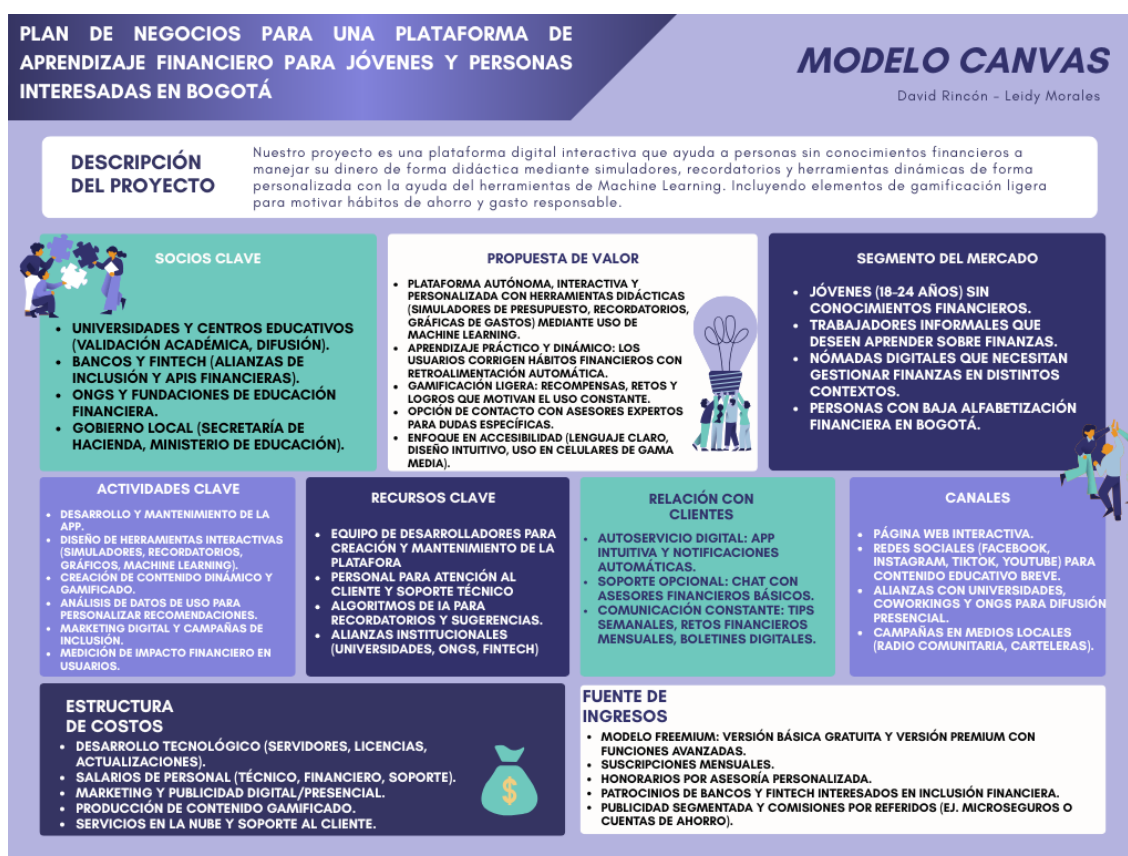 PLAN DE NEGOCIOS PARA UNA PLATAFORMA DE
APRENDIZAJE FINANCIERO PARA JÓVENES Y PERSONAS
INTERESADAS EN BOGOTÁ
MODELO CANVAS
David Rincón - Leidy Morales
DESCRIPCIÓN
DEL PROYECTO
Nuestro proyecto es una plataforma digital interactiva que ayuda a personas sin conocimientos financieros a
manejar su dinero de forma didáctica mediante simuladores, recordatorios y herramientas dinámicas de forma
personalizada con la ayuda del herramientas de Machine Learning. Incluyendo elementos de gamificación ligera
para motivar hábitos de ahorro y gasto responsable.
SOCIOS CLAVE
• UNIVERSIDADES Y CENTROS EDUCATIVOS
(VALIDACIÓN ACADÉMICA, DIFUSIÓN).
• BANCOS Y FINTECH (ALIANZAS DE
INCLUSIÓN Y APIS FINANCIERAS).
• ONGS Y FUNDACIONES DE EDUCACIÓN
FINANCIERA.
• GOBIERNO LOCAL (SECRETARÍA DE
HACIENDA, MINISTERIO DE EDUCACIÓN).
PROPUESTA DE VALOR
• PLATAFORMA AUTÓNOMA, INTERACTIVA Y
PERSONALIZADA CON HERRAMIENTAS DIDÁCTICAS
(SIMULADORES DE PRESUPUESTO, RECORDATORIOS,
GRÁFICAS DE GASTOS) MEDIANTE USO DE
MACHINE LEARNING.
• APRENDIZAJE PRÁCTICO Y DINÁMICO: LOS
USUARIOS CORRIGEN HÁBITOS FINANCIEROS CON
RETROALIMENTACIÓN AUTOMÁTICA.
• GAMIFICACIÓN LIGERA: RECOMPENSAS, RETOS Y
LOGROS QUE MOTIVAN EL USO CONSTANTE.
• OPCIÓN DE CONTACTO CON ASESORES EXPERTOS
PARA DUDAS ESPECÍFICAS.
• ENFOQUE EN ACCESIBILIDAD (LENGUAJE CLARO,
DISEÑO INTUITIVO, USO EN CELULARES DE GAMA
MEDIA).
SEGMENTO DEL MERCADO
• JÓVENES (18-24 AÑOS) SIN
CONOCIMIENTOS FINANCIEROS.
• TRABAJADORES INFORMALES QUE
DESEEN APRENDER SOBRE FINANZAS.
• NÓMADAS DIGITALES QUE NECESITAN
GESTIONAR FINANZAS EN DISTINTOS
CONTEXTOS.
• PERSONAS CON BAJA ALFABETIZACIÓN
FINANCIERA EN BOGOTÁ.
ACTIVIDADES CLAVE
• DESARROLLO Y MANTENIMIENTO DE LA
APP.
• DISEÑO DE HERRAMIENTAS INTERACTIVAS
(SIMULADORES, RECORDATORIOS,
GRÁFICOS, MACHINE LEARNING).
• CREACIÓN DE CONTENIDO DINÁMICO Y
GAMIFICADO.
• ANÁLISIS DE DATOS DE USO PARA
PERSONALIZAR RECOMENDACIONES.
• MARKETING DIGITAL Y CAMPAÑAS DE
INCLUSIÓN.
• MEDICIÓN DE IMPACTO FINANCIERO EN
USUARIOS.
RECURSOS CLAVE
• EQUIPO DE DESARROLLADORES PARA
CREACIÓN Y MANTENIMIENTO DE LA
PLATAFORA
• PERSONAL PARA ATENCIÓN AL
CLIENTE Y SOPORTE TÉCNICO
• ALGORITMOS DE IA PARA
RECORDATORIOS Y SUGERENCIAS.
• ALIANZAS INSTITUCIONALES
(UNIVERSIDADES, ONGS, FINTECH)
RELACIÓN CON
CLIENTES
• AUTOSERVICIO DIGITAL: APP
INTUITIVA Y NOTIFICACIONES
AUTOMÁTICAS.
• SOPORTE OPCIONAL: CHAT CON
ASESORES FINANCIEROS BÁSICOS.
• COMUNICACIÓN CONSTANTE: TIPS
SEMANALES, RETOS FINANCIEROS
MENSUALES, BOLETINES DIGITALES.
CANALES
• PÁGINA WEB INTERACTIVA.
• REDES SOCIALES (FACEBOOK,
INSTAGRAM, TIKTOK, YOUTUBE) PARA
CONTENIDO EDUCATIVO BREVE.
• ALIANZAS CON UNIVERSIDADES,
COWORKINGS Y ONGS PARA DIFUSIÓN
PRESENCIAL.
• CAMPAÑAS EN MEDIOS LOCALES
(RADIO COMUNITARIA, CARTELERAS).
ESTRUCTURA
DE COSTOS
• DESARROLLO TECNOLÓGICO (SERVIDORES, LICENCIAS,
ACTUALIZACIONES).
• SALARIOS DE PERSONAL (TÉCNICO, FINANCIERO, SOPORTE).
• MARKETING Y PUBLICIDAD DIGITAL/PRESENCIAL.
• PRODUCCIÓN DE CONTENIDO GAMIFICADO.
• SERVICIOS EN LA NUBE Y SOPORTE AL CLIENTE.
$
FUENTE DE
INGRESOS
• MODELO FREEMIUM: VERSIÓN BÁSICA GRATUITA Y VERSIÓN PREMIUM CON
FUNCIONES AVANZADAS.
• SUSCRIPCIONES MENSUALES.
• HONORARIOS POR ASESORÍA PERSONALIZADA.
• PATROCINIOS DE BANCOS Y FINTECH INTERESADOS EN INCLUSIÓN FINANCIERA.
• PUBLICIDAD SEGMENTADA Y COMISIONES POR REFERIDOS (EJ. MICROSEGUROS O
CUENTAS DE AHORRO).